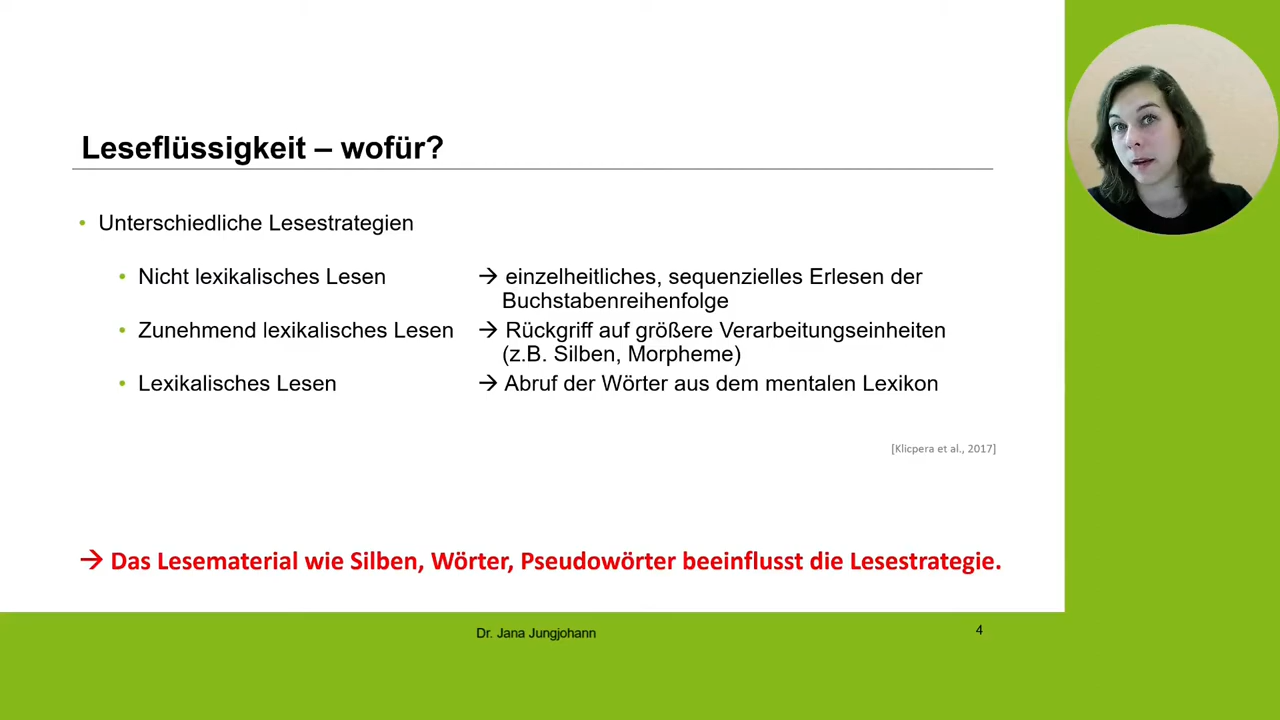 Leseflüssigkeit – wofür?
• Unterschiedliche Lesestrategien
• Nicht lexikalisches Lesen → einzelheitliches, sequenzielles Erlesen der
Buchstabenreihenfolge
• Zunehmend lexikalisches Lesen → Rückgriff auf größere Verarbeitungseinheiten
(z.B. Silben, Morpheme)
• Lexikalisches Lesen → Abruf der Wörter aus dem mentalen Lexikon
[Klicpera et al., 2017]
→ Das Lesematerial wie Silben, Wörter, Pseudowörter beeinflusst die Lesestrategie.
Dr. Jana Jungjohann
4